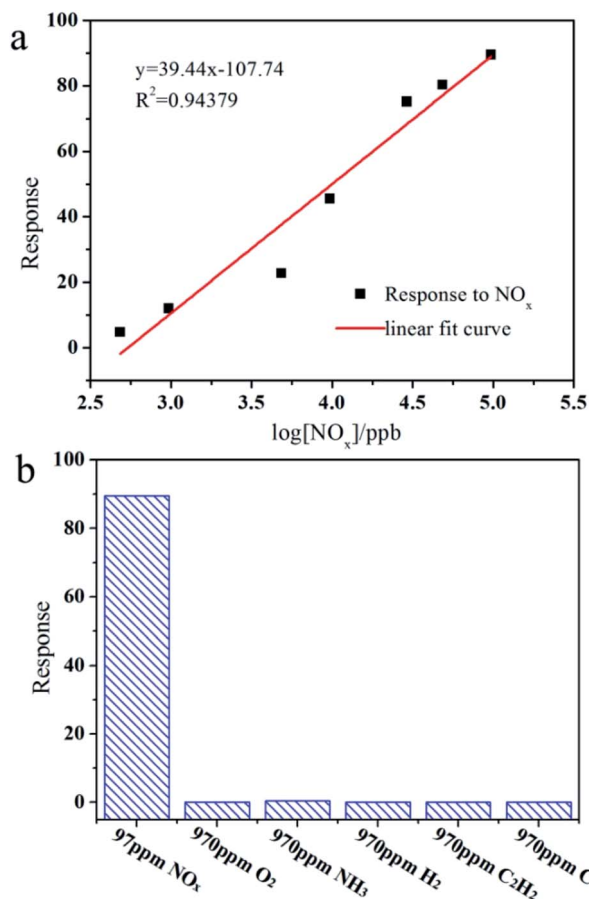 a
100
80
60
40
20
0
Response
y=39.44x-107.74
R²=0.94379
Response to NOₓ
linear fit curve
2.5 3.0 3.5 4.0 4.5 5.0 5.5
log[NOₓ]/ppb
b
100
80
60
40
20
0
Response
97ppm NOₓ
970ppm O₂
970ppm NH₃
970ppm H₂
970ppm C₂H₂
970ppm C